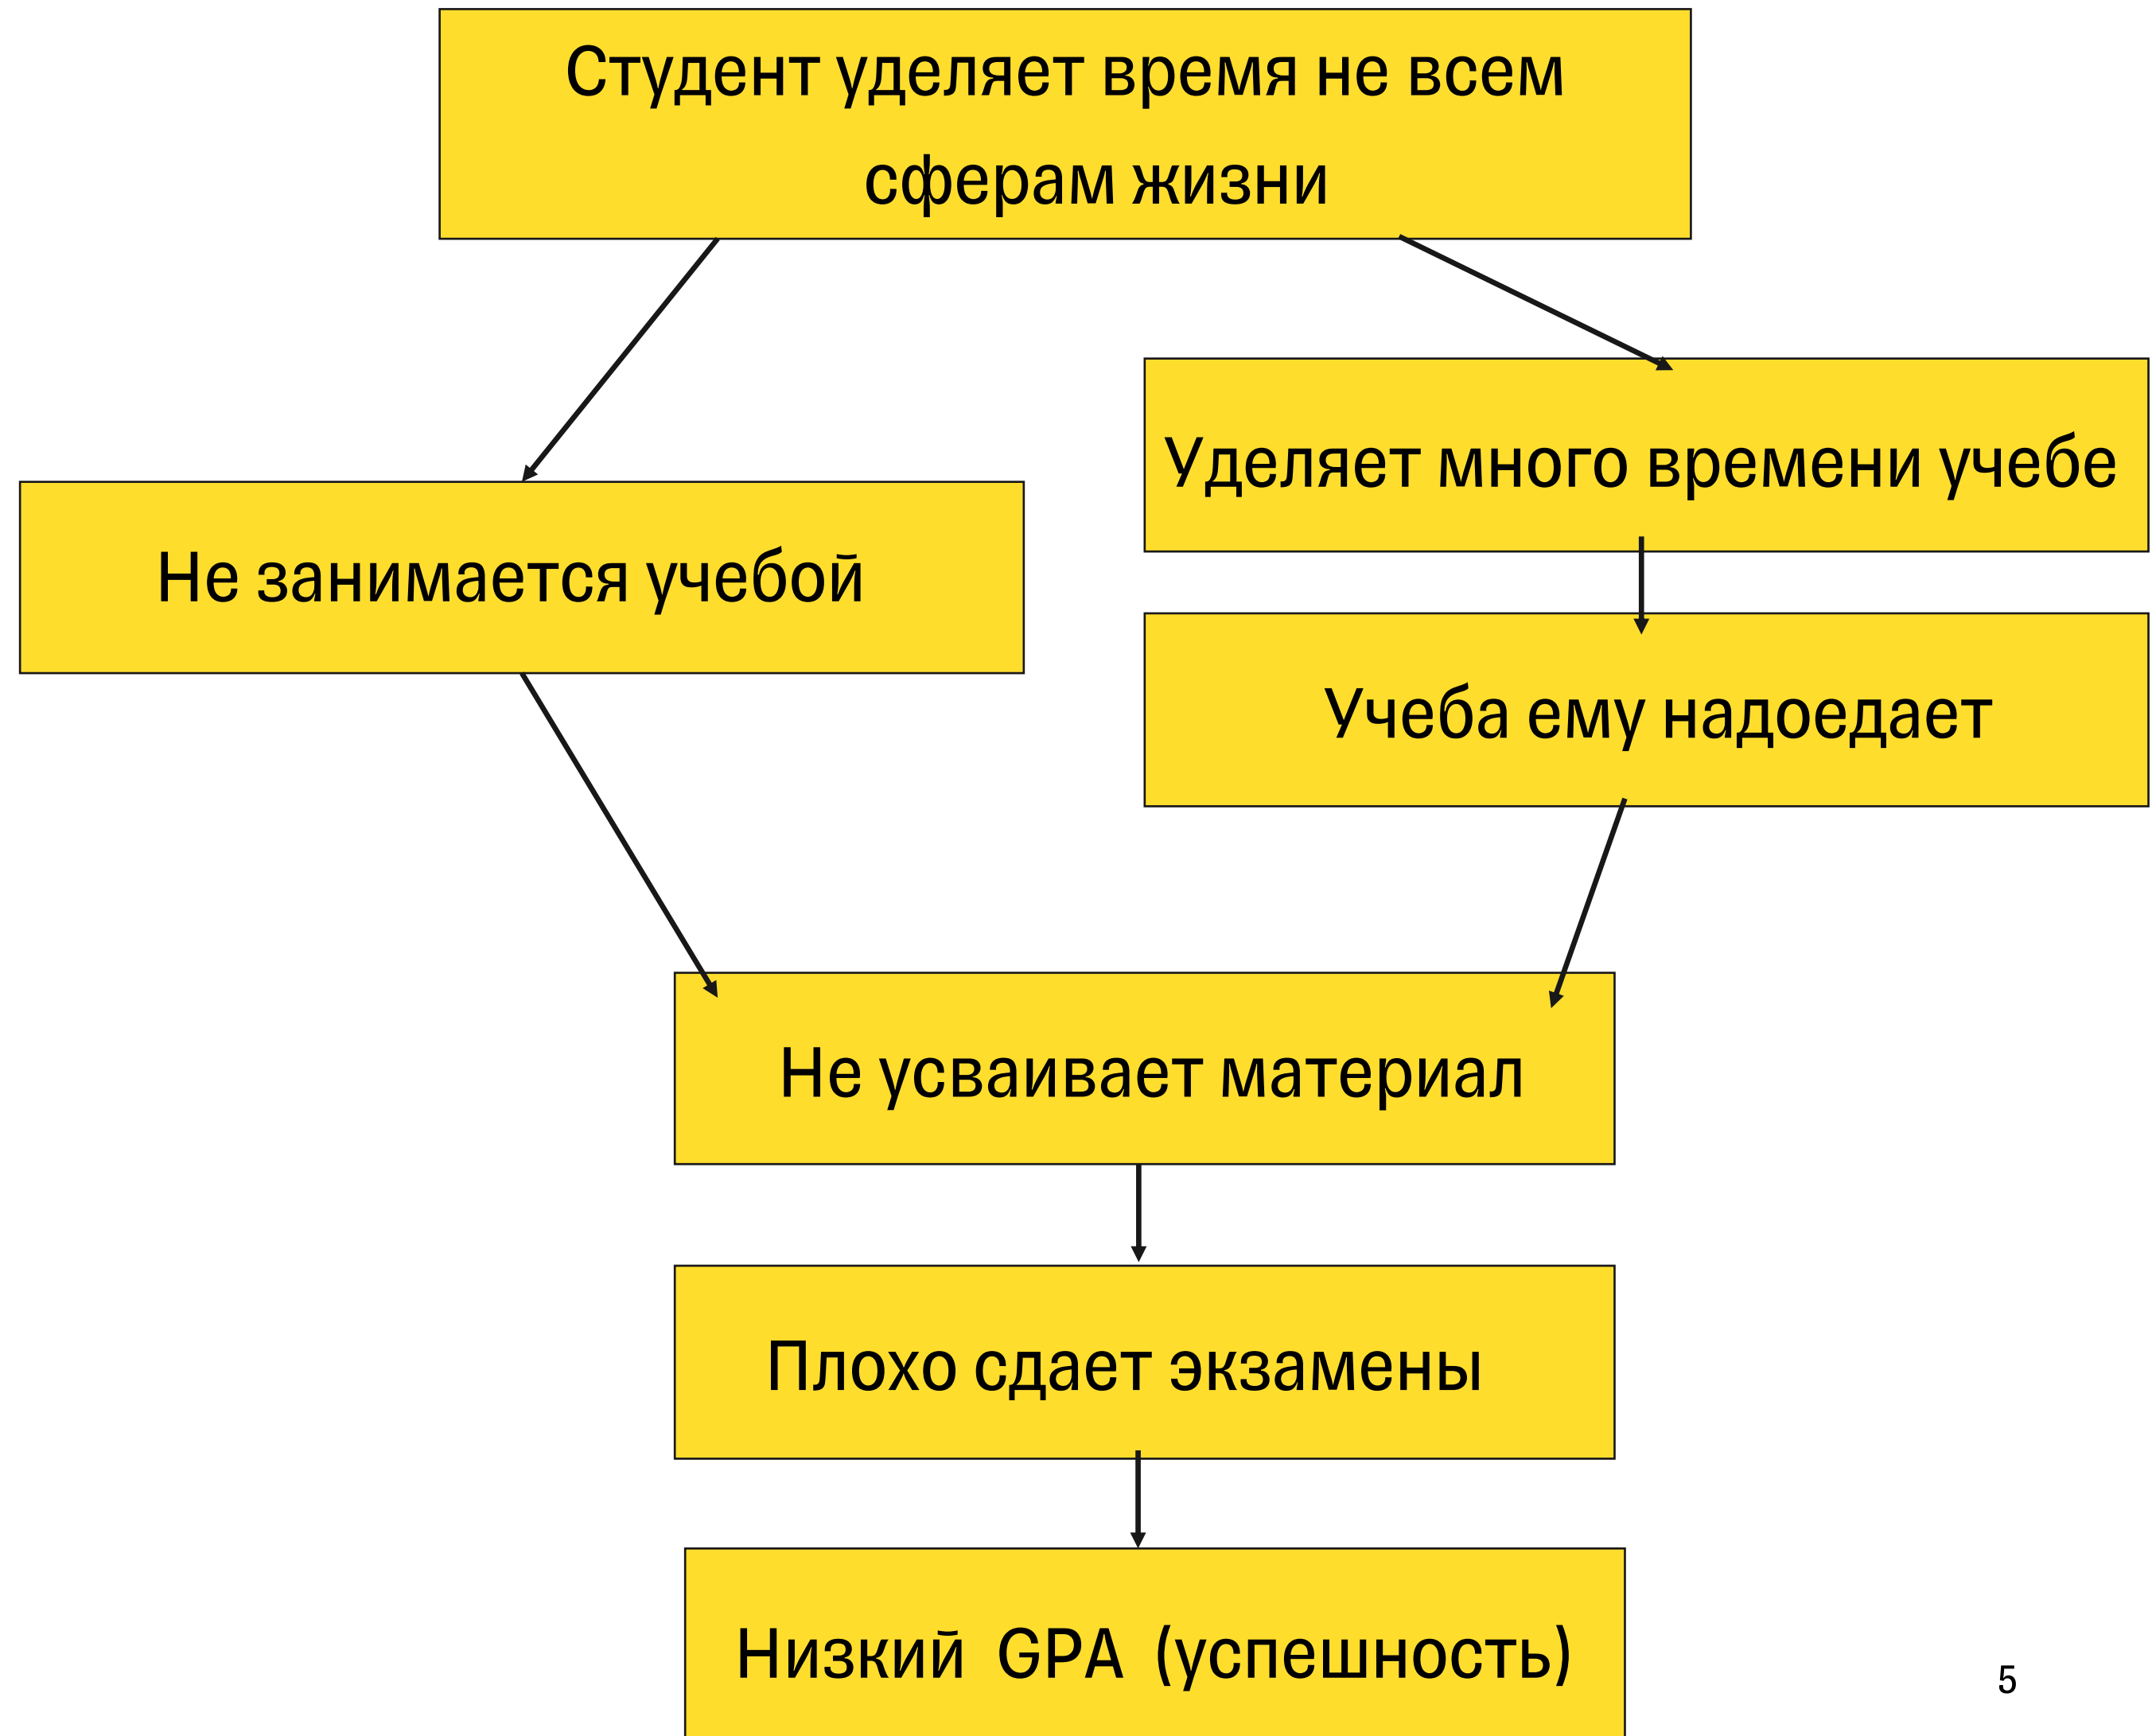 Студент уделяет время не всем
сферам жизни
Уделяет много времени учебе
Не занимается учебой
Учеба ему надоедает
Не усваивает материал
Плохо сдает экзамены
Низкий GPA (успешность)
5